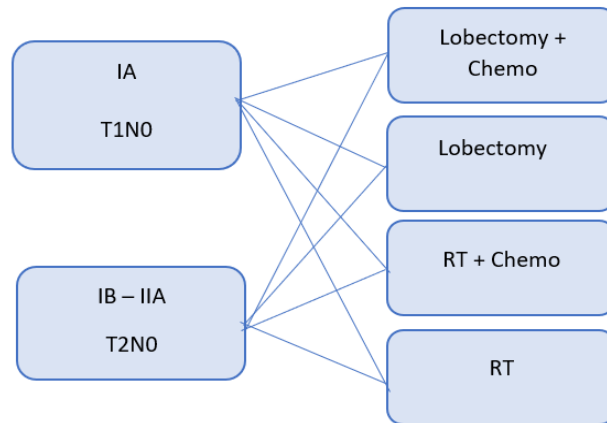 IA
T1N0
IB – IIA
T2N0
Lobectomy +
Chemo
Lobectomy
RT + Chemo
RT